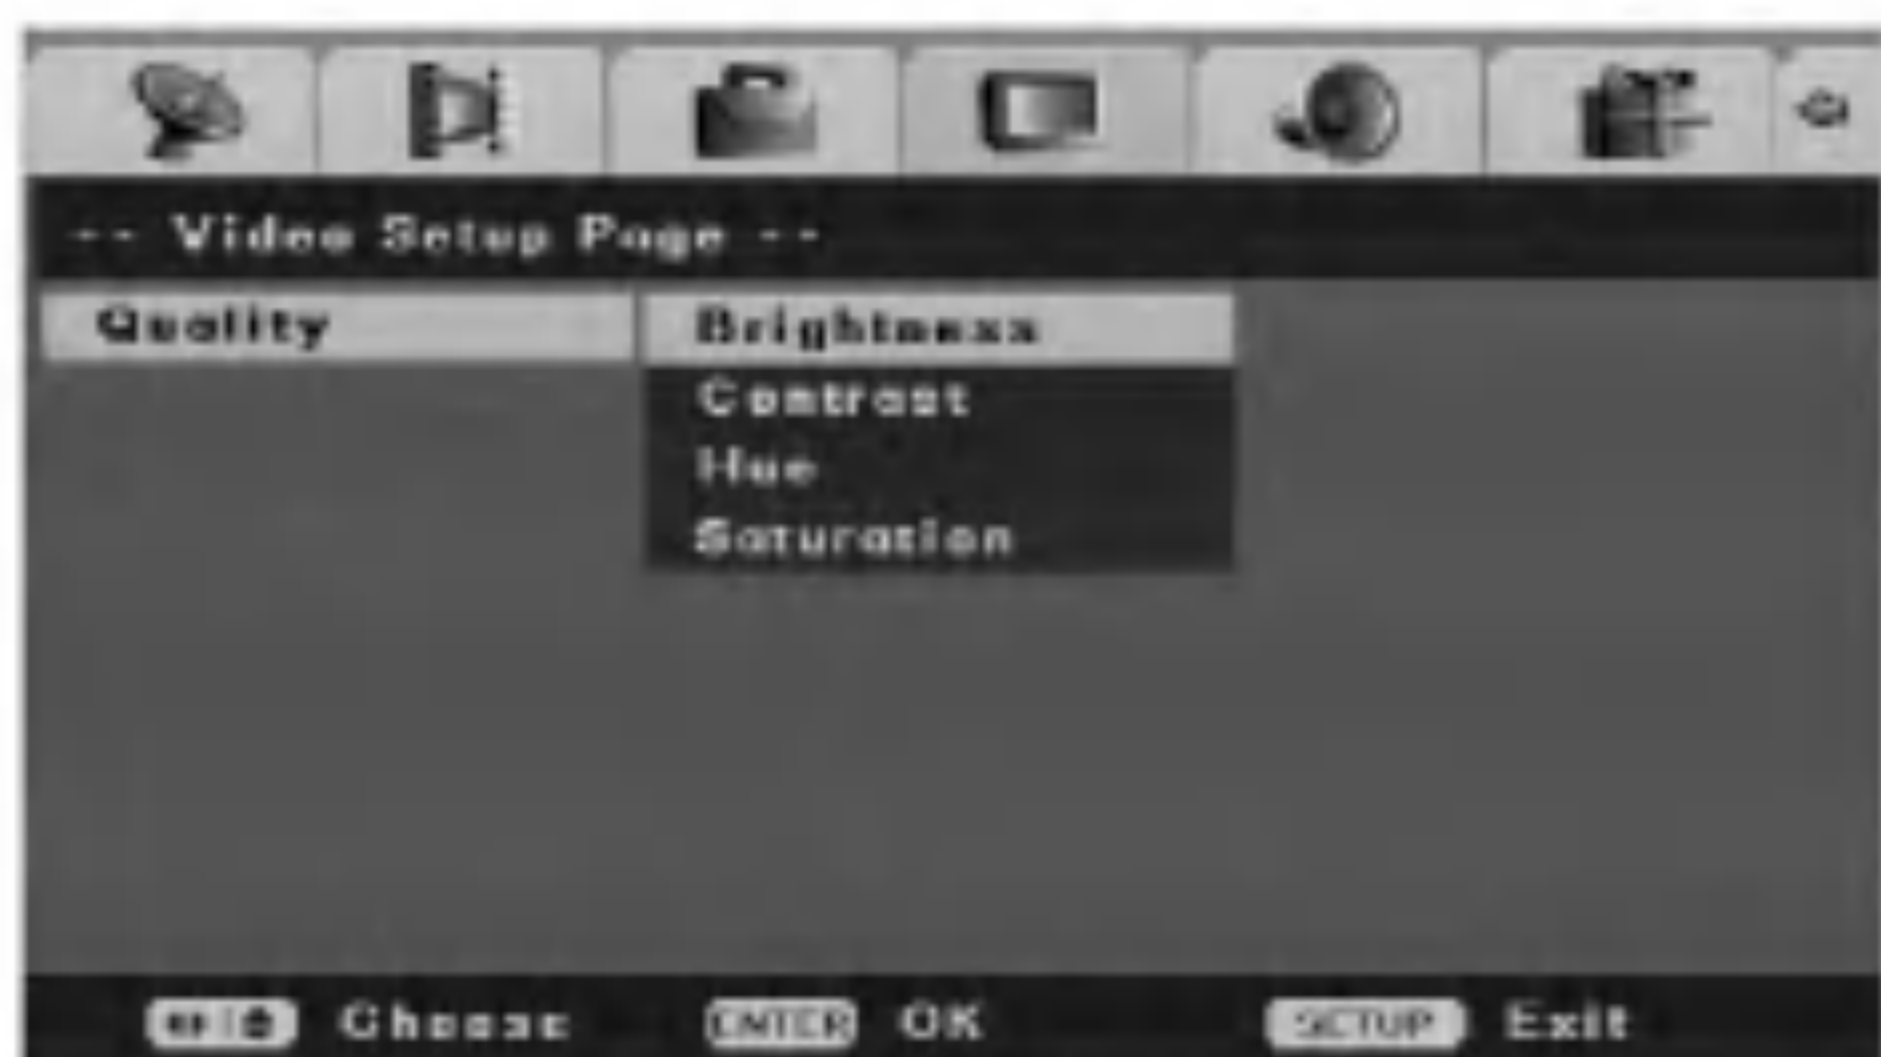 -- Video Setup Page --
Quality
Brightness
Contrast
Hue
Saturation
Choose ENTER OK SETUP Exit